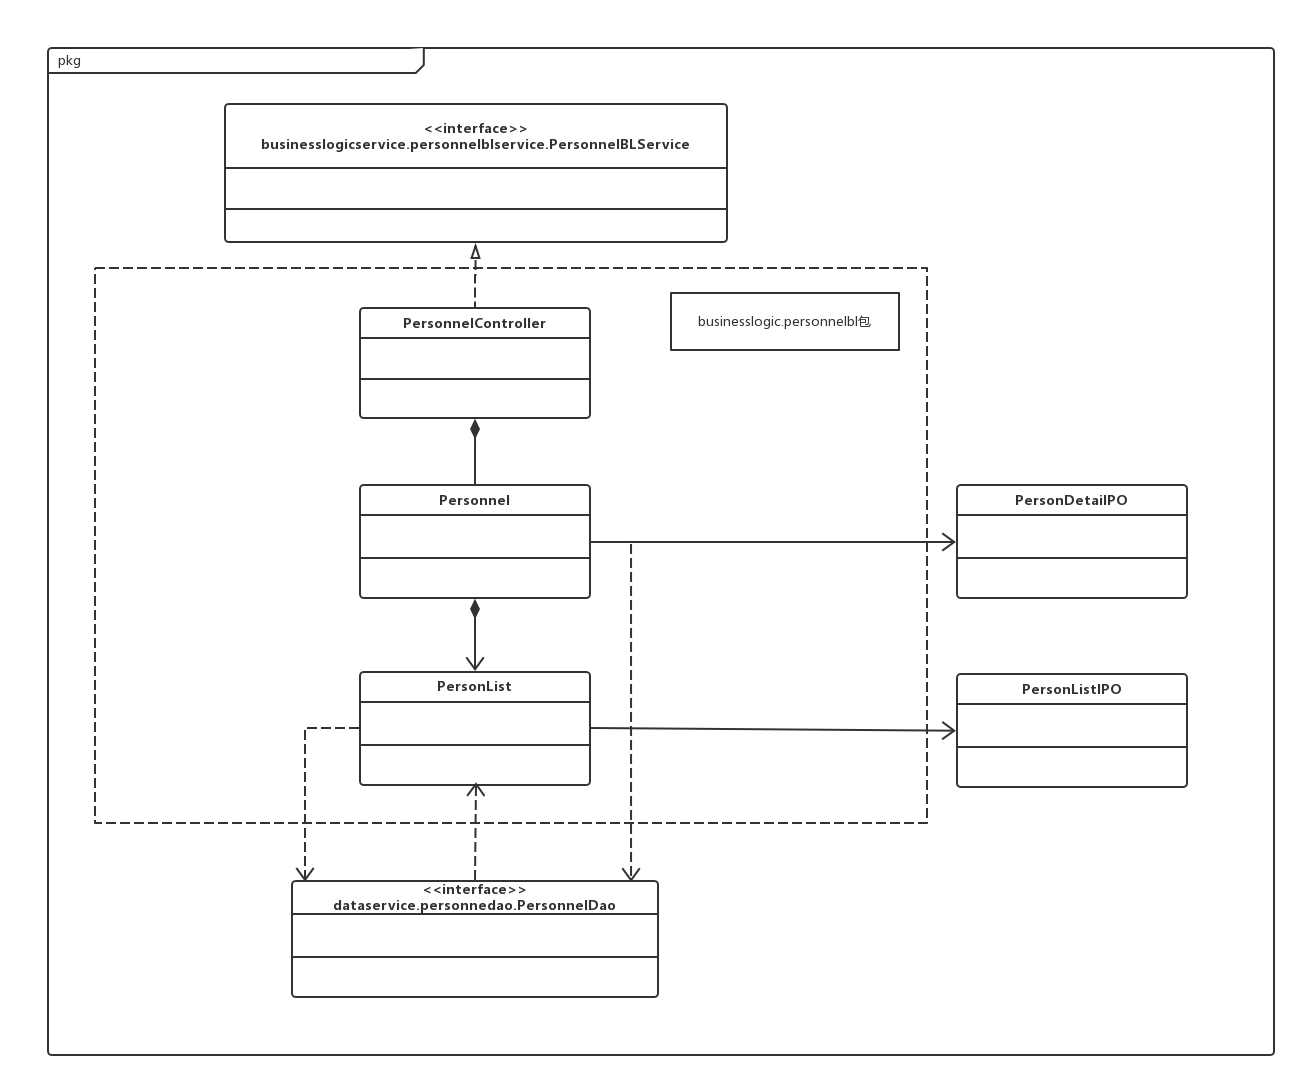 pkg
<<interface>>
businesslogicservice.personnelblservice.PersonnelBLService
PersonnelController
businesslogic.personnelbl包
Personnel
PersonDetailPO
PersonList
PersonListPO
<<interface>>
dataservice.personnedao.PersonnelDao